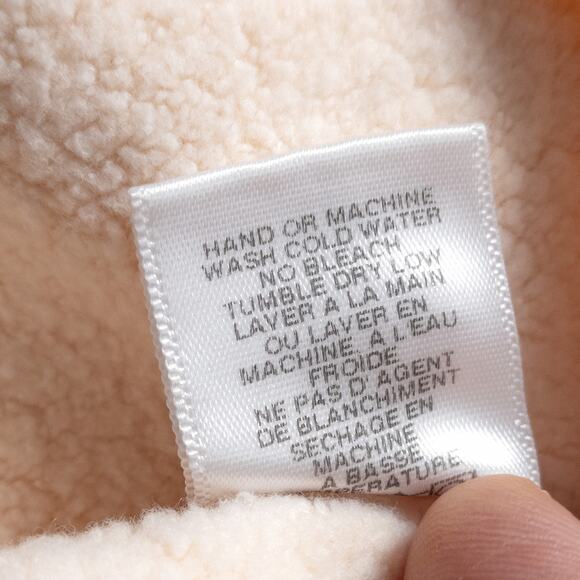 HAND OR MACHINE
WASH COLD WATER
NO BLEACH
TUMBLE DRY LOW
LAVER A LA MAIN
OU LAVER EN
MACHINE, A L'EAU
FROIDE
NE PAS D'AGENT
DE BLANCHIMENT
SECHAGE EN
MACHINE
A BASSE